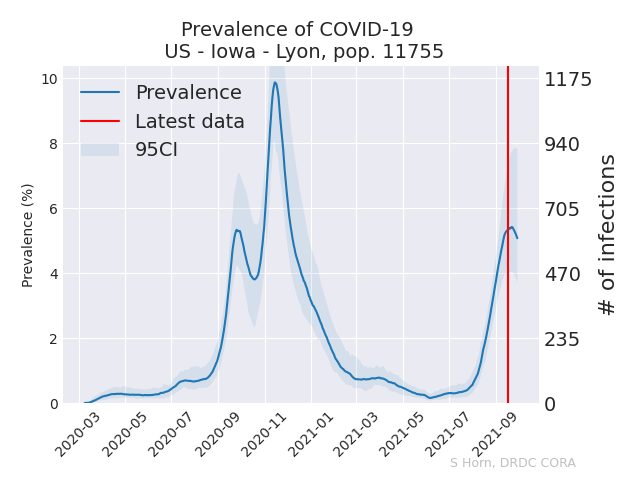 Prevalence of COVID-19
US - Iowa - Lyon, pop. 11755
Prevalence
Latest data
95CI
Prevalence (%)
10
8
6
4
2
0
1175
940
705
470
235
0
# of infections
2020-03
2020-05
2020-07
2020-09
2020-11
2021-01
2021-03
2021-05
2021-07
2021-09
S Horn, DRDC CORA